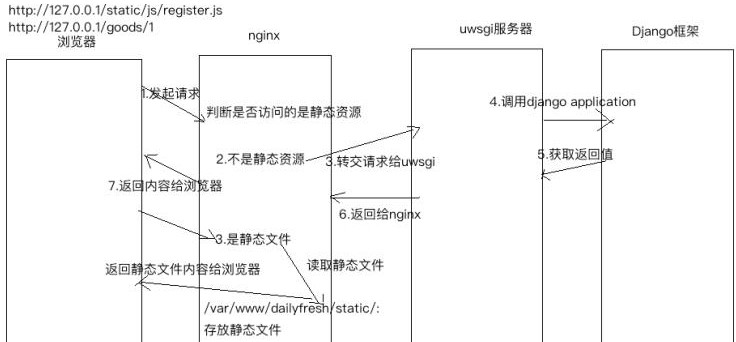 http://127.0.0.1/static/js/register.js
http://127.0.0.1/goods/1
浏览器
nginx
uwsgi服务器
Django框架
1.发起请求
判断是否访问的是静态资源
4.调用django application
2.不是静态资源
3.转交请求给uwsgi
5.获取返回值
7.返回内容给浏览器
6.返回给nginx
3.是静态文件
读取静态文件
返回静态文件内容给浏览器
/var/www/dailyfresh/static/:
存放静态文件